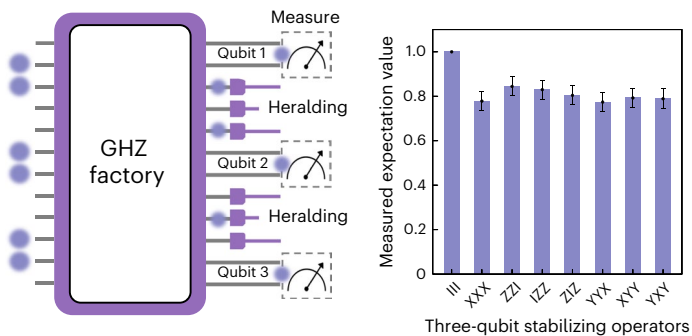 Measure
Qubit 1
Heralding
GHZ
factory
Qubit 2
Heralding
Qubit 3
Measured expectation value
1.0
0.8
0.6
0.4
0.2
0
III
XXX
ZZI
IZZ
ZIZ
YYX
XYY
YXY
Three-qubit stabilizing operators